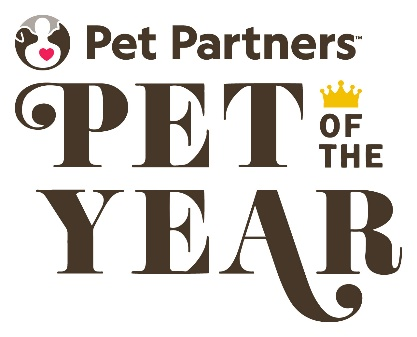 Pet Partners™
PET
OF
THE
YEAR